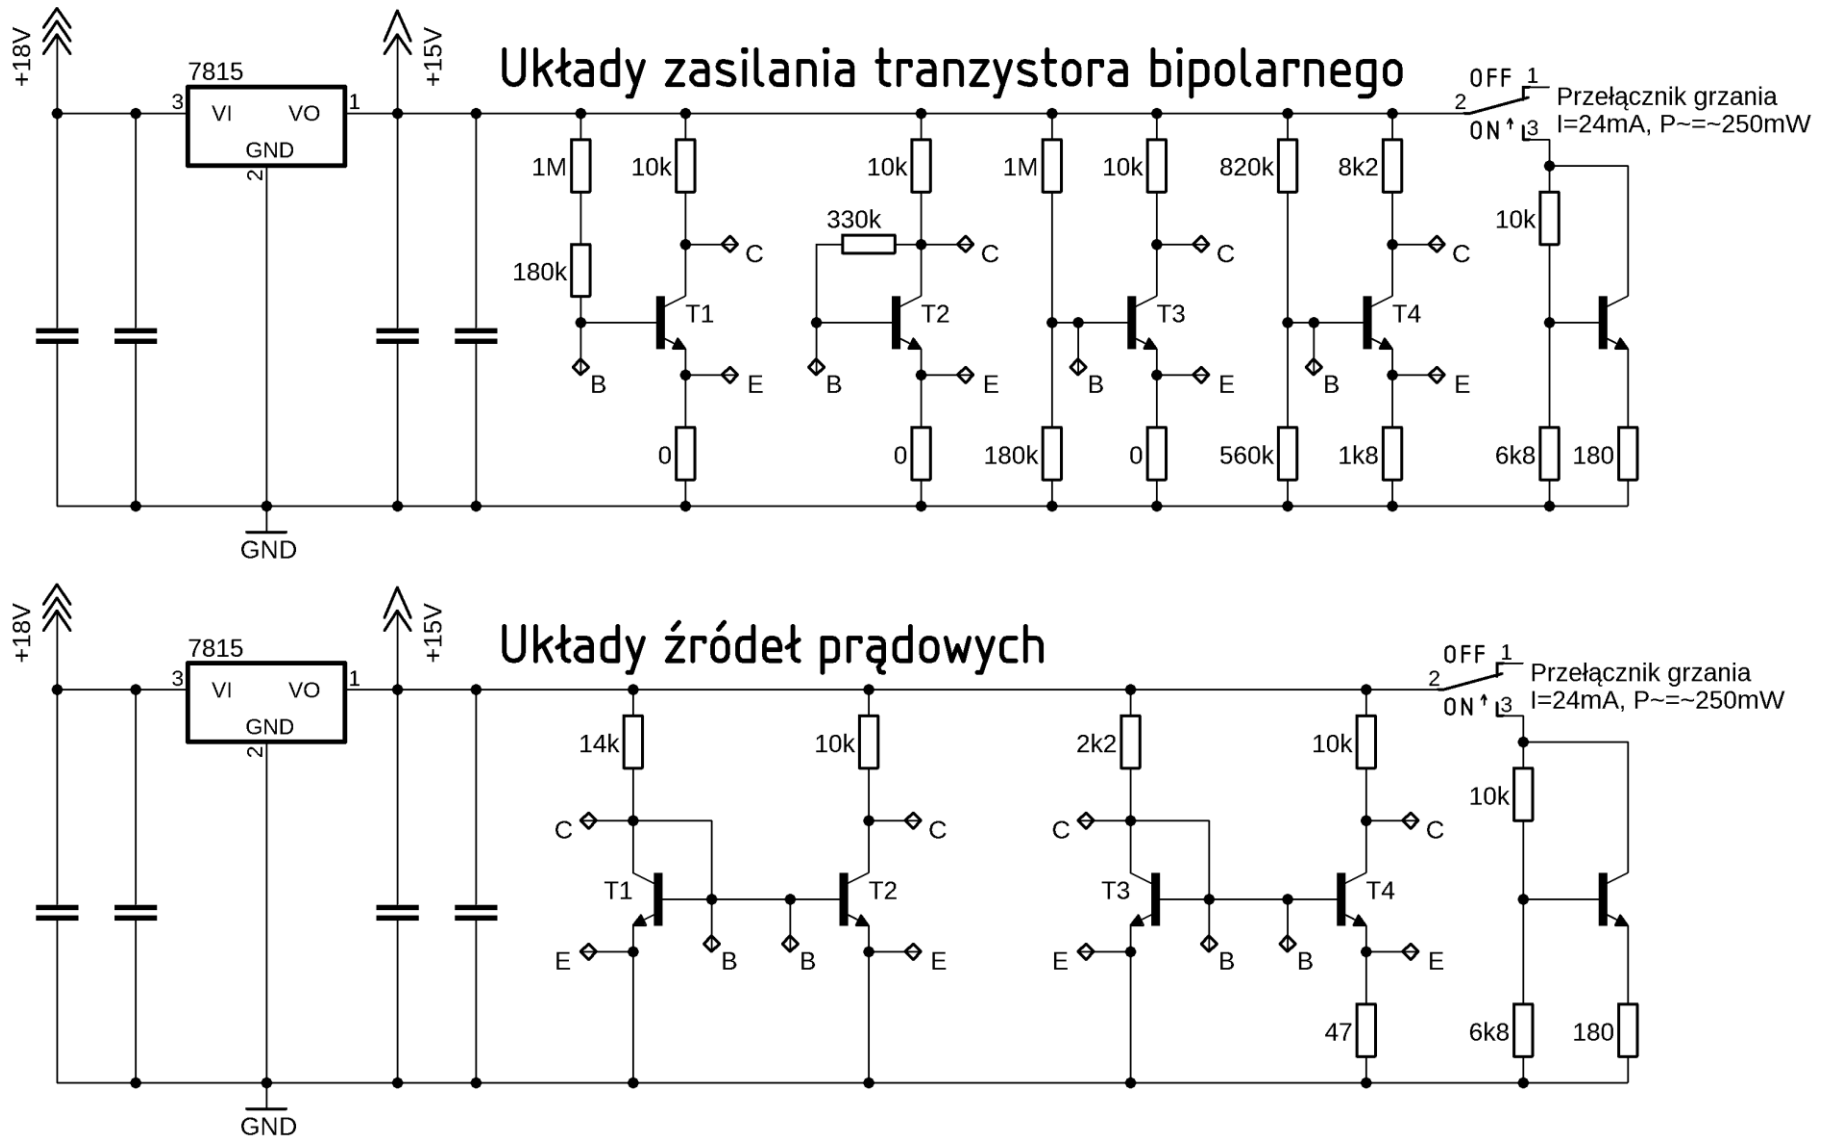 Układy zasilania tranzystora bipolarnego
+18V
7815
3 VI VO 1
GND
2
+15V
OFF 1
2
ON ↑ 3
Przełącznik grzania
I=24mA, P~=~250mW
1M 10k 10k 1M 10k 820k 8k2
10k
330k
C C C C
180k
T1 T2 T3 T4
B B B B
E E E E
0 0 180k 0 560k 1k8 6k8 180
GND
Układy źródeł prądowych
+18V
7815
3 VI VO 1
GND
2
+15V
OFF 1
2
ON ↑ 3
Przełącznik grzania
I=24mA, P~=~250mW
14k 10k 2k2 10k
10k
C C C C
T1 T2 T3 T4
E B B E E B B E
47 6k8 180
GND